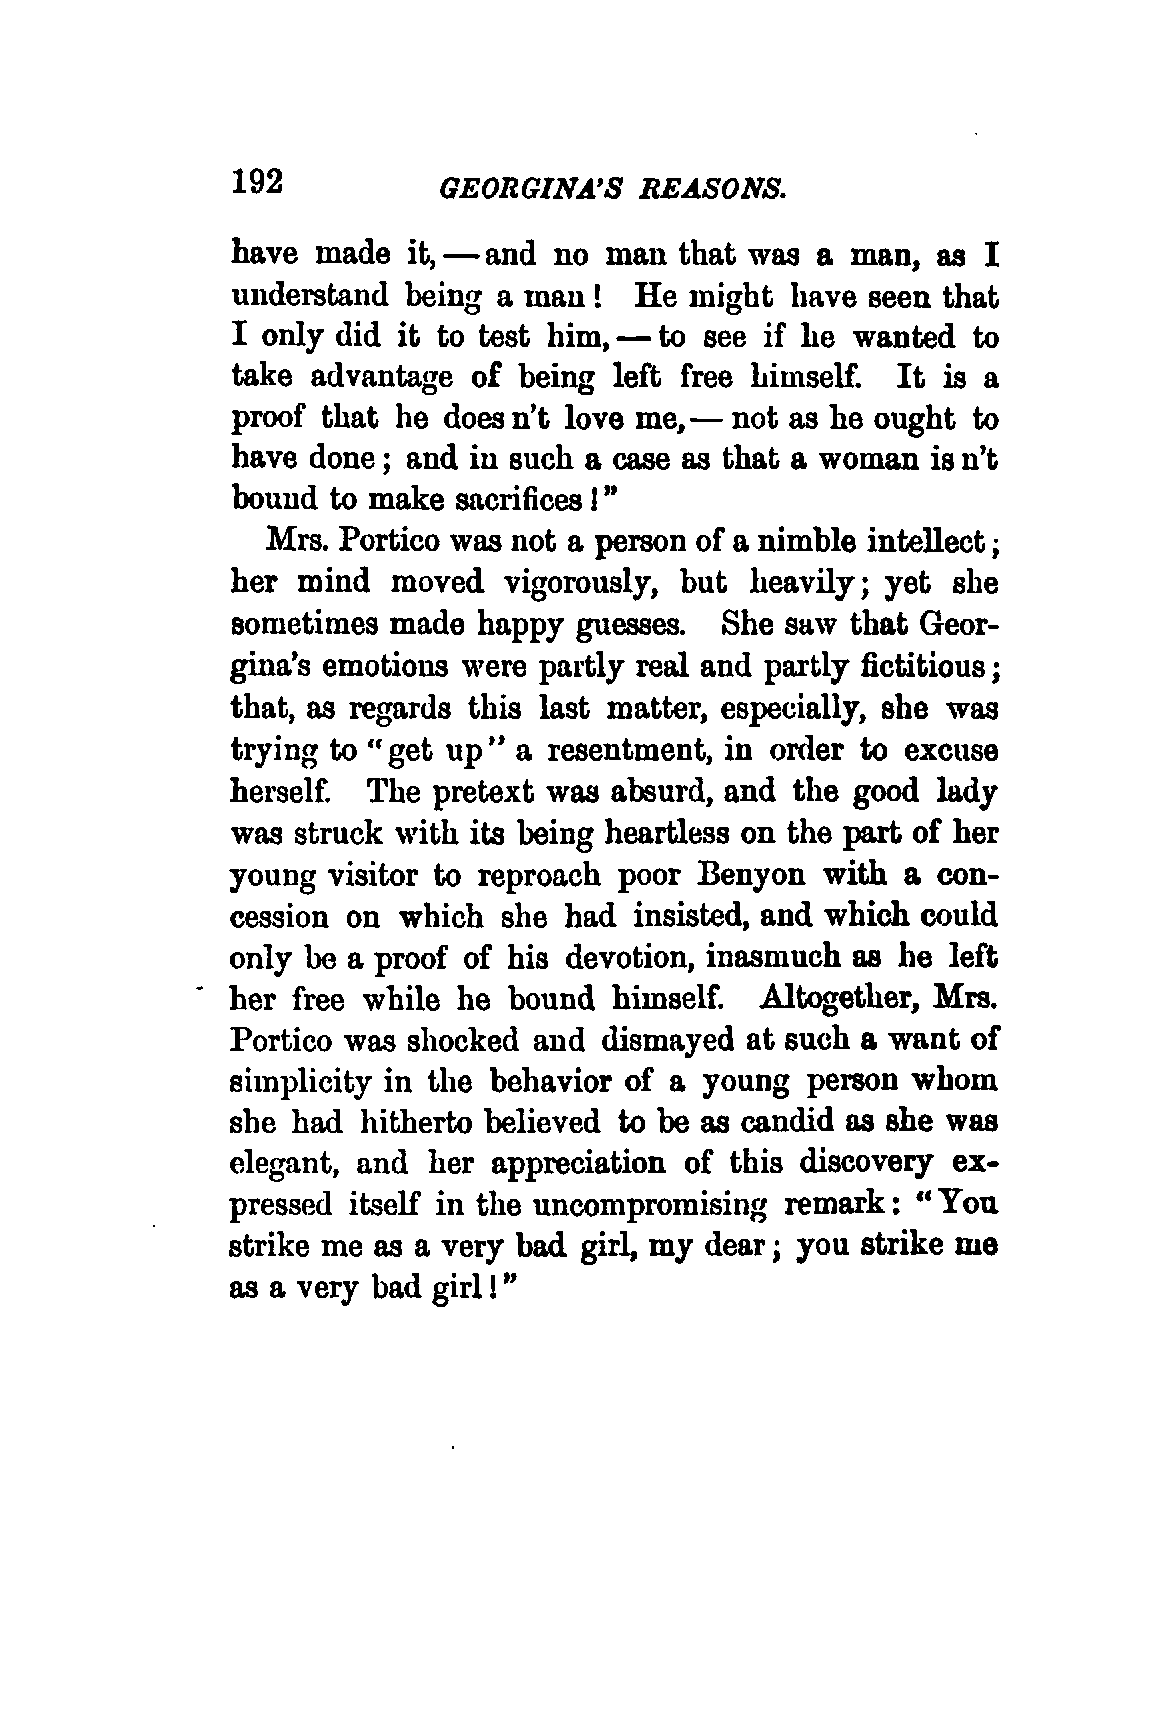 192
GEORGINA'S REASONS.
have made it, — and no man that was a man, as I
understand being a man! He might have seen that
I only did it to test him, — to see if he wanted to
take advantage of being left free himself. It is a
proof that he does n't love me, — not as he ought to
have done; and in such a case as that a woman is n't
bound to make sacrifices!"
Mrs. Portico was not a person of a nimble intellect;
her mind moved vigorously, but heavily; yet she
sometimes made happy guesses. She saw that Geor-
gina's emotions were partly real and partly fictitious;
that, as regards this last matter, especially, she was
trying to "get up" a resentment, in order to excuse
herself. The pretext was absurd, and the good lady
was struck with its being heartless on the part of her
young visitor to reproach poor Benyon with a con-
cession on which she had insisted, and which could
only be a proof of his devotion, inasmuch as he left
her free while he bound himself. Altogether, Mrs.
Portico was shocked and dismayed at such a want of
simplicity in the behavior of a young person whom
she had hitherto believed to be as candid as she was
elegant, and her appreciation of this discovery ex-
pressed itself in the uncompromising remark: "You
strike me as a very bad girl, my dear; you strike me
as a very bad girl!"